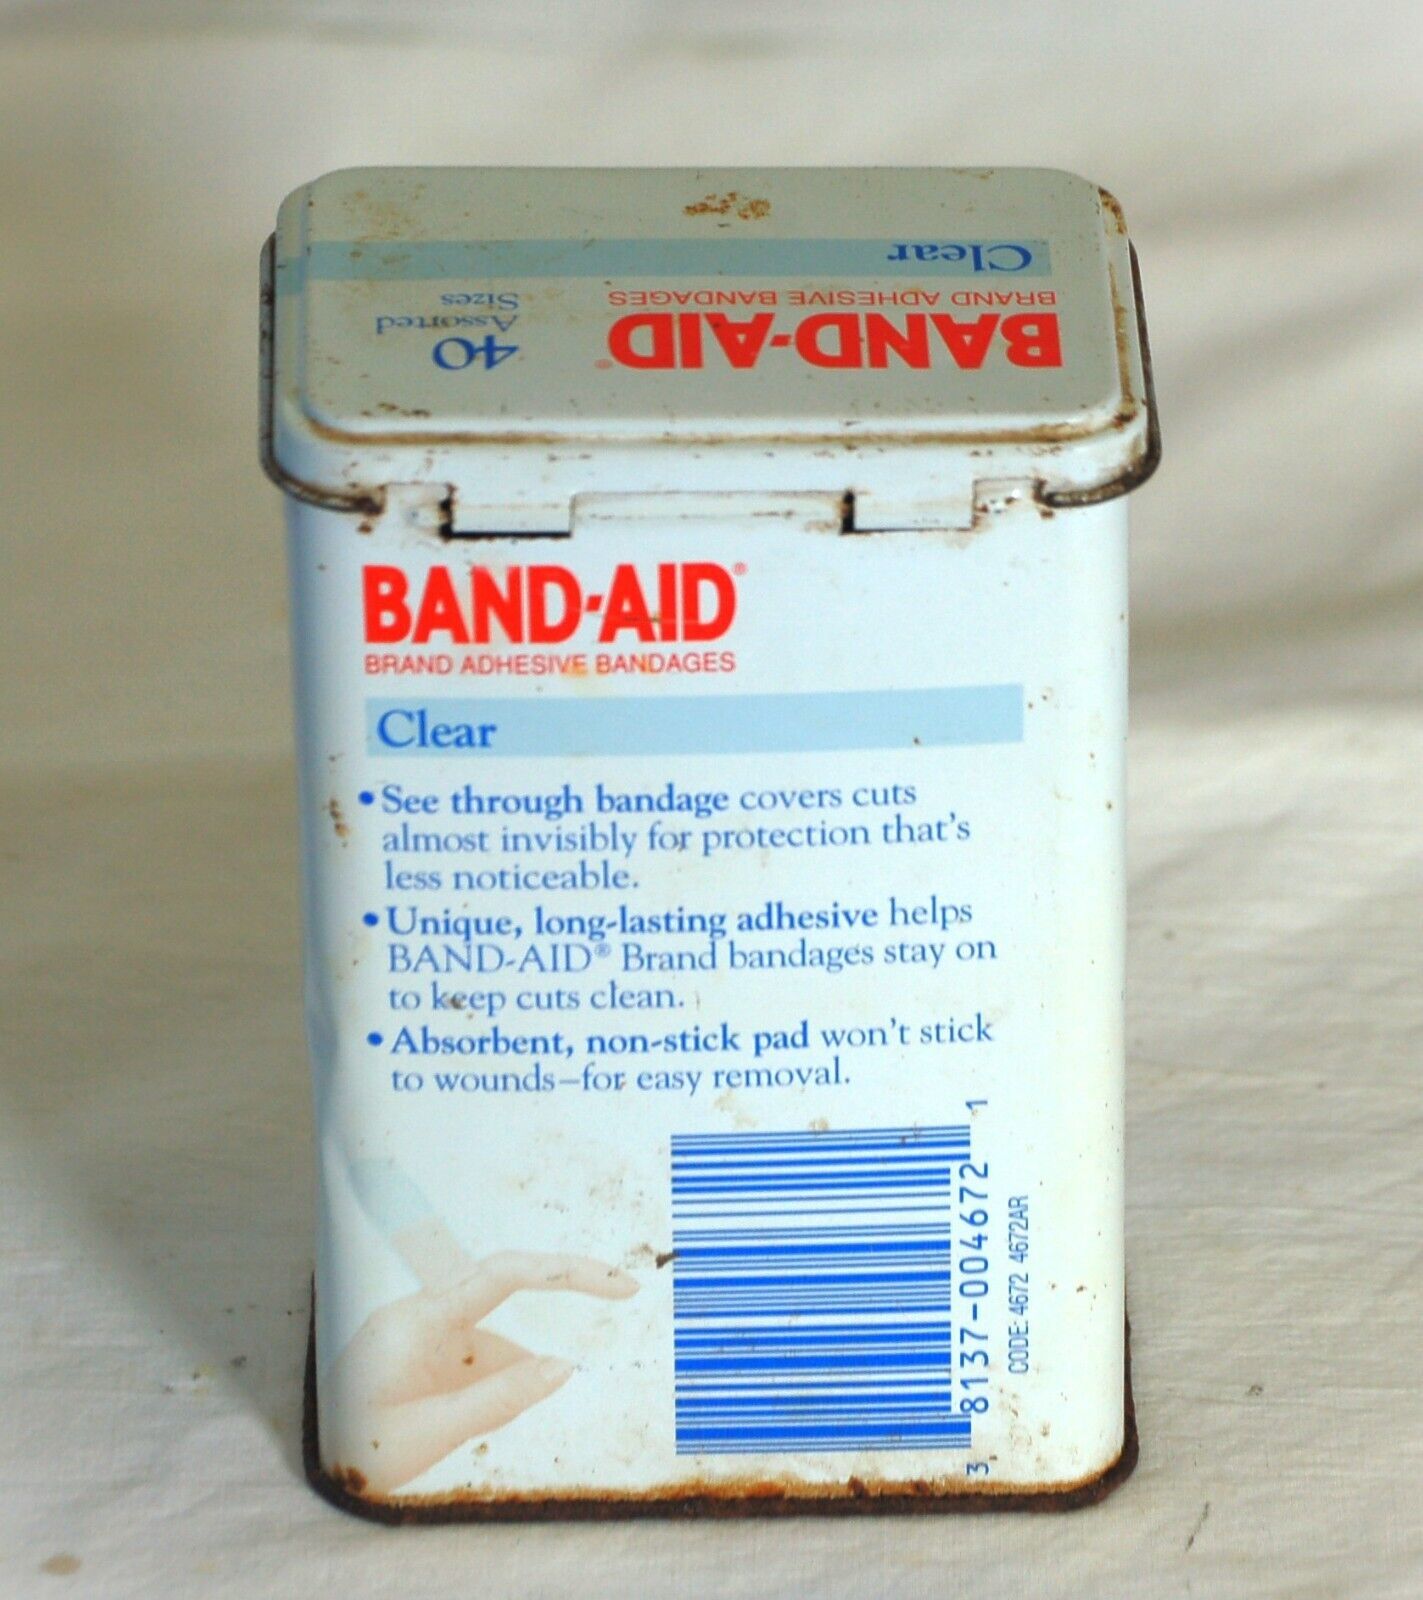 Clear
BRAND ADHESIVE BANDAGES
BAND-AID®
40
Assorted
Sizes
BAND-AID®
BRAND ADHESIVE BANDAGES
Clear
• See through bandage covers cuts
almost invisibly for protection that's
less noticeable.
• Unique, long-lasting adhesive helps
BAND-AID® Brand bandages stay on
to keep cuts clean.
• Absorbent, non-stick pad won't stick
to wounds–for easy removal.
3 8137-004672 1
CODE: 4672 4672AR